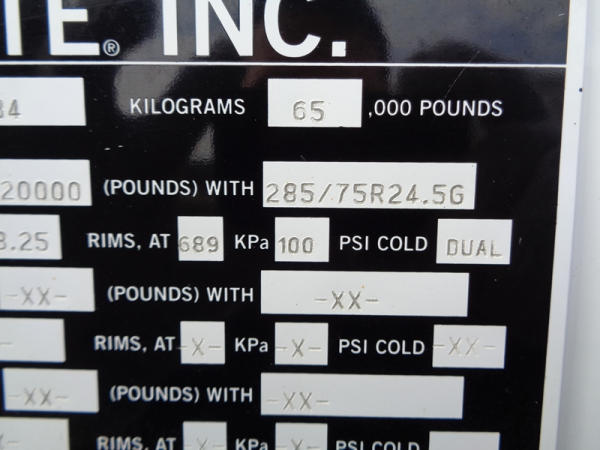 TE® INC.
84 KILOGRAMS 65 ,000 POUNDS
20000 (POUNDS) WITH 285/75R24.5G
8.25 RIMS, AT 689 KPa 100 PSI COLD DUAL
-XX- (POUNDS) WITH -XX-
- RIMS, AT -X- KPa -X- PSI COLD -XX-
-XX- (POUNDS) WITH -XX-
X- RIMS, AT -X- KPa -X- PSI COLD